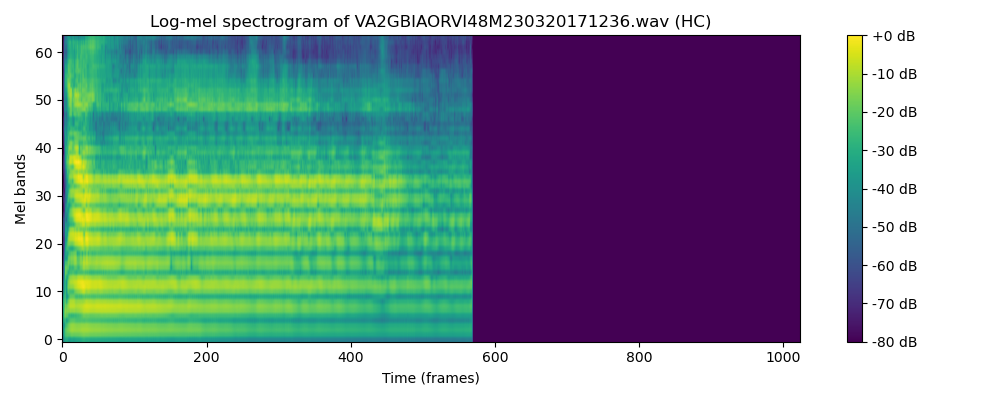 Log-mel spectrogram of VA2GBIAORVI48M230320171236.wav (HC)
Mel bands
60
50
40
30
20
10
0
0 200 400 600 800 1000
Time (frames)
+0 dB
-10 dB
-20 dB
-30 dB
-40 dB
-50 dB
-60 dB
-70 dB
-80 dB